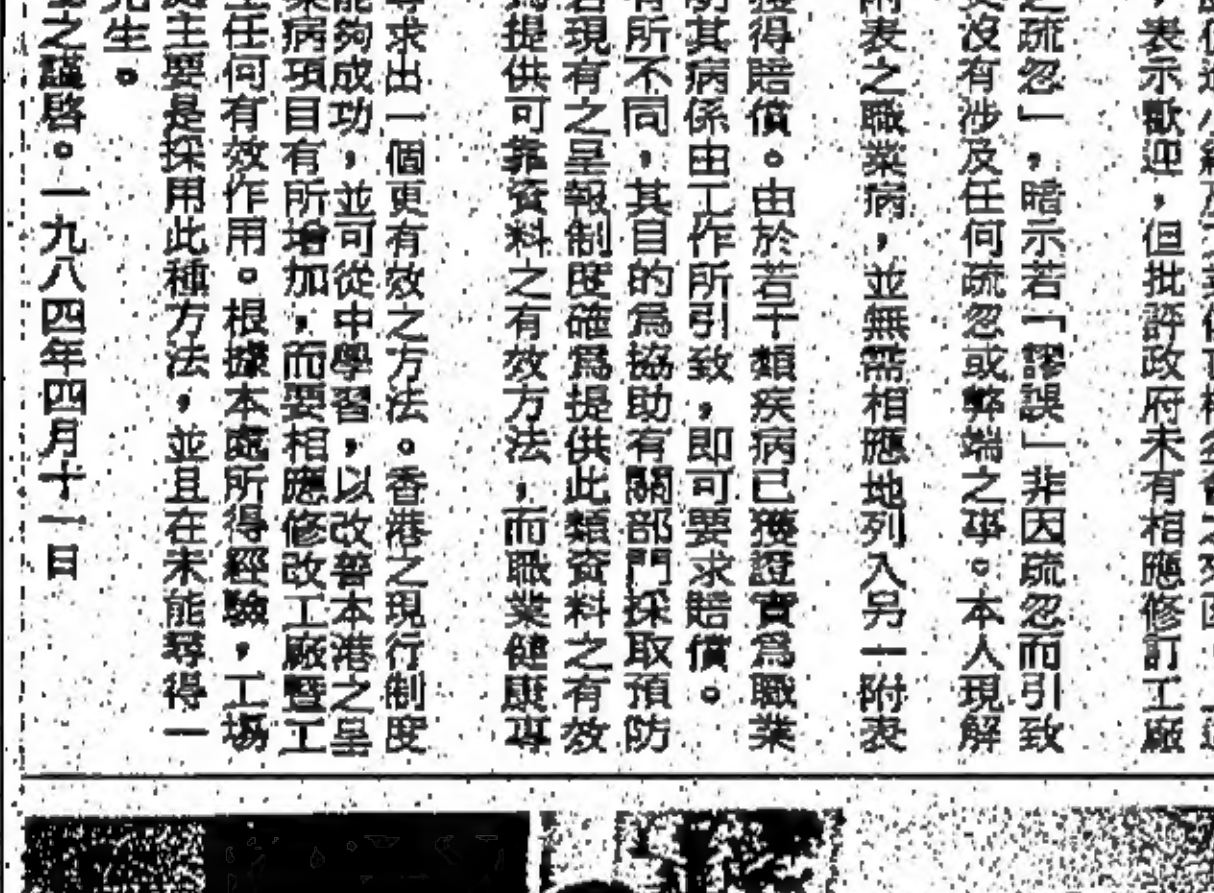 ，表示歡迎，但批評政府未有相應修訂工廠
之疏忽」，暗示若「謬誤」非因疏忽而引致
沒有涉及任何疏忽或弊端之事。本人現解
附表之職業病，並無需相應地列入另一附表
獲得賠償。由於若干類疾病已獲證實爲職業
明其病係由工作所引致，即可要求賠償。
有所不同，其目的爲協助有關部門採取預防
現有之呈報制度確爲提供此類資料之有效
提供可靠資料之有效方法，而職業健康專
尋求出一個更有效之方法。香港之現行制度
能夠成功，並可從中學習，以改善本港之呈
業病項目有所增加，而要相應修改工廠暨工
任何有效作用。根據本處所得經驗，工場
主要是採用此種方法，並且在未能尋得一
先生。
之謹啓。一九八四年四月十一日